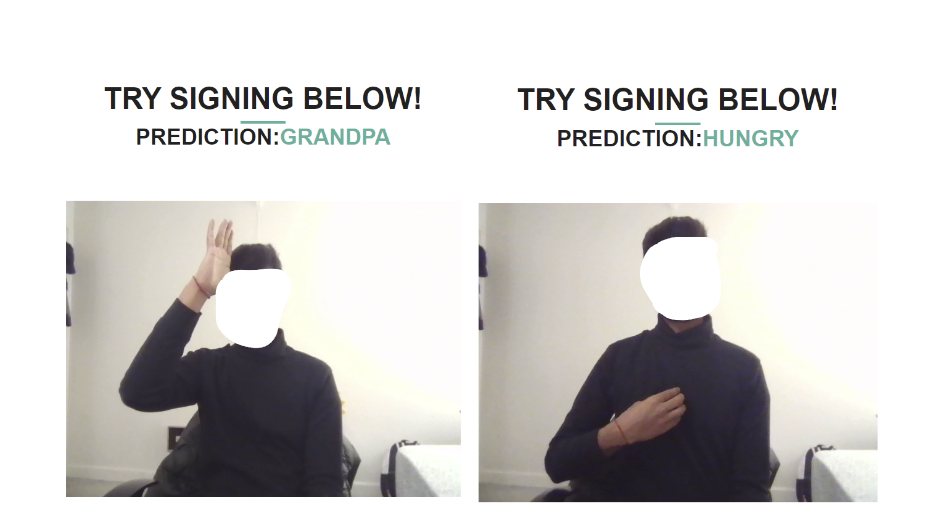 TRY SIGNING BELOW!
PREDICTION:GRANDPA
TRY SIGNING BELOW!
PREDICTION:HUNGRY